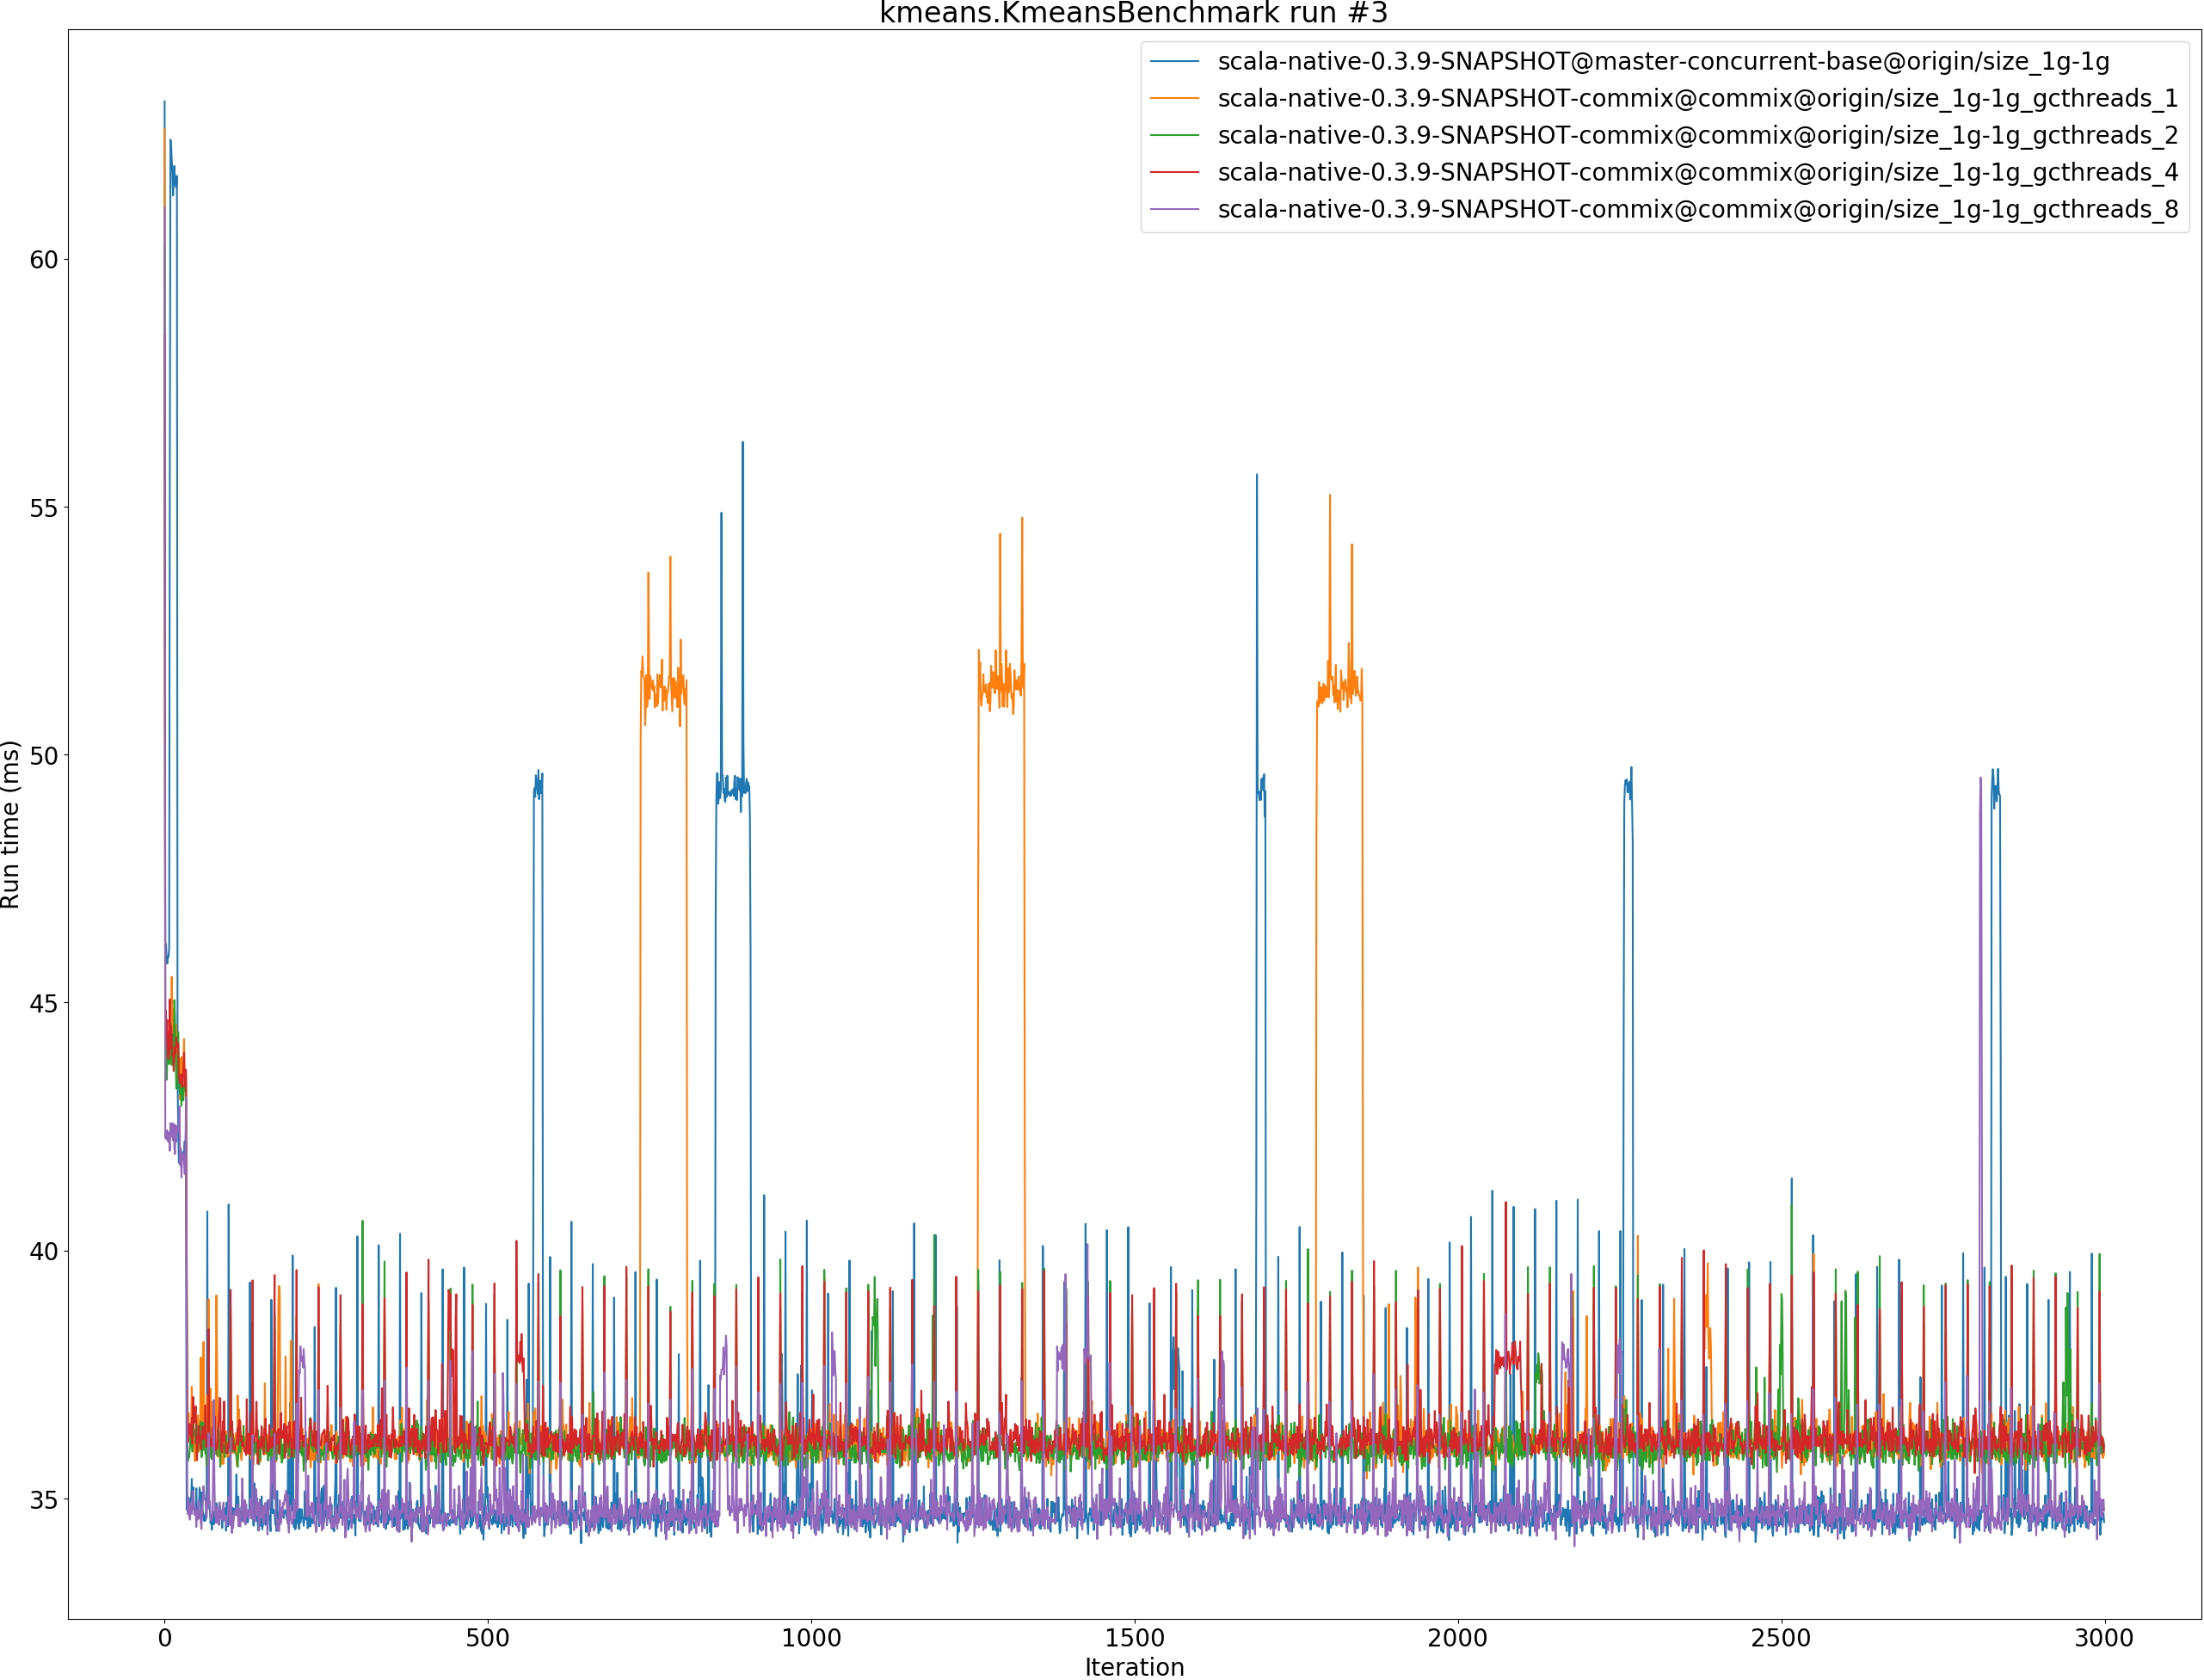 kmeans.KmeansBenchmark run #3
scala-native-0.3.9-SNAPSHOT@master-concurrent-base@origin/size_1g-1g
scala-native-0.3.9-SNAPSHOT-commix@commix@origin/size_1g-1g_gcthreads_1
scala-native-0.3.9-SNAPSHOT-commix@commix@origin/size_1g-1g_gcthreads_2
scala-native-0.3.9-SNAPSHOT-commix@commix@origin/size_1g-1g_gcthreads_4
scala-native-0.3.9-SNAPSHOT-commix@commix@origin/size_1g-1g_gcthreads_8
60
55
50
45
40
35
Run time (ms)
0 500 1000 1500 2000 2500 3000
Iteration